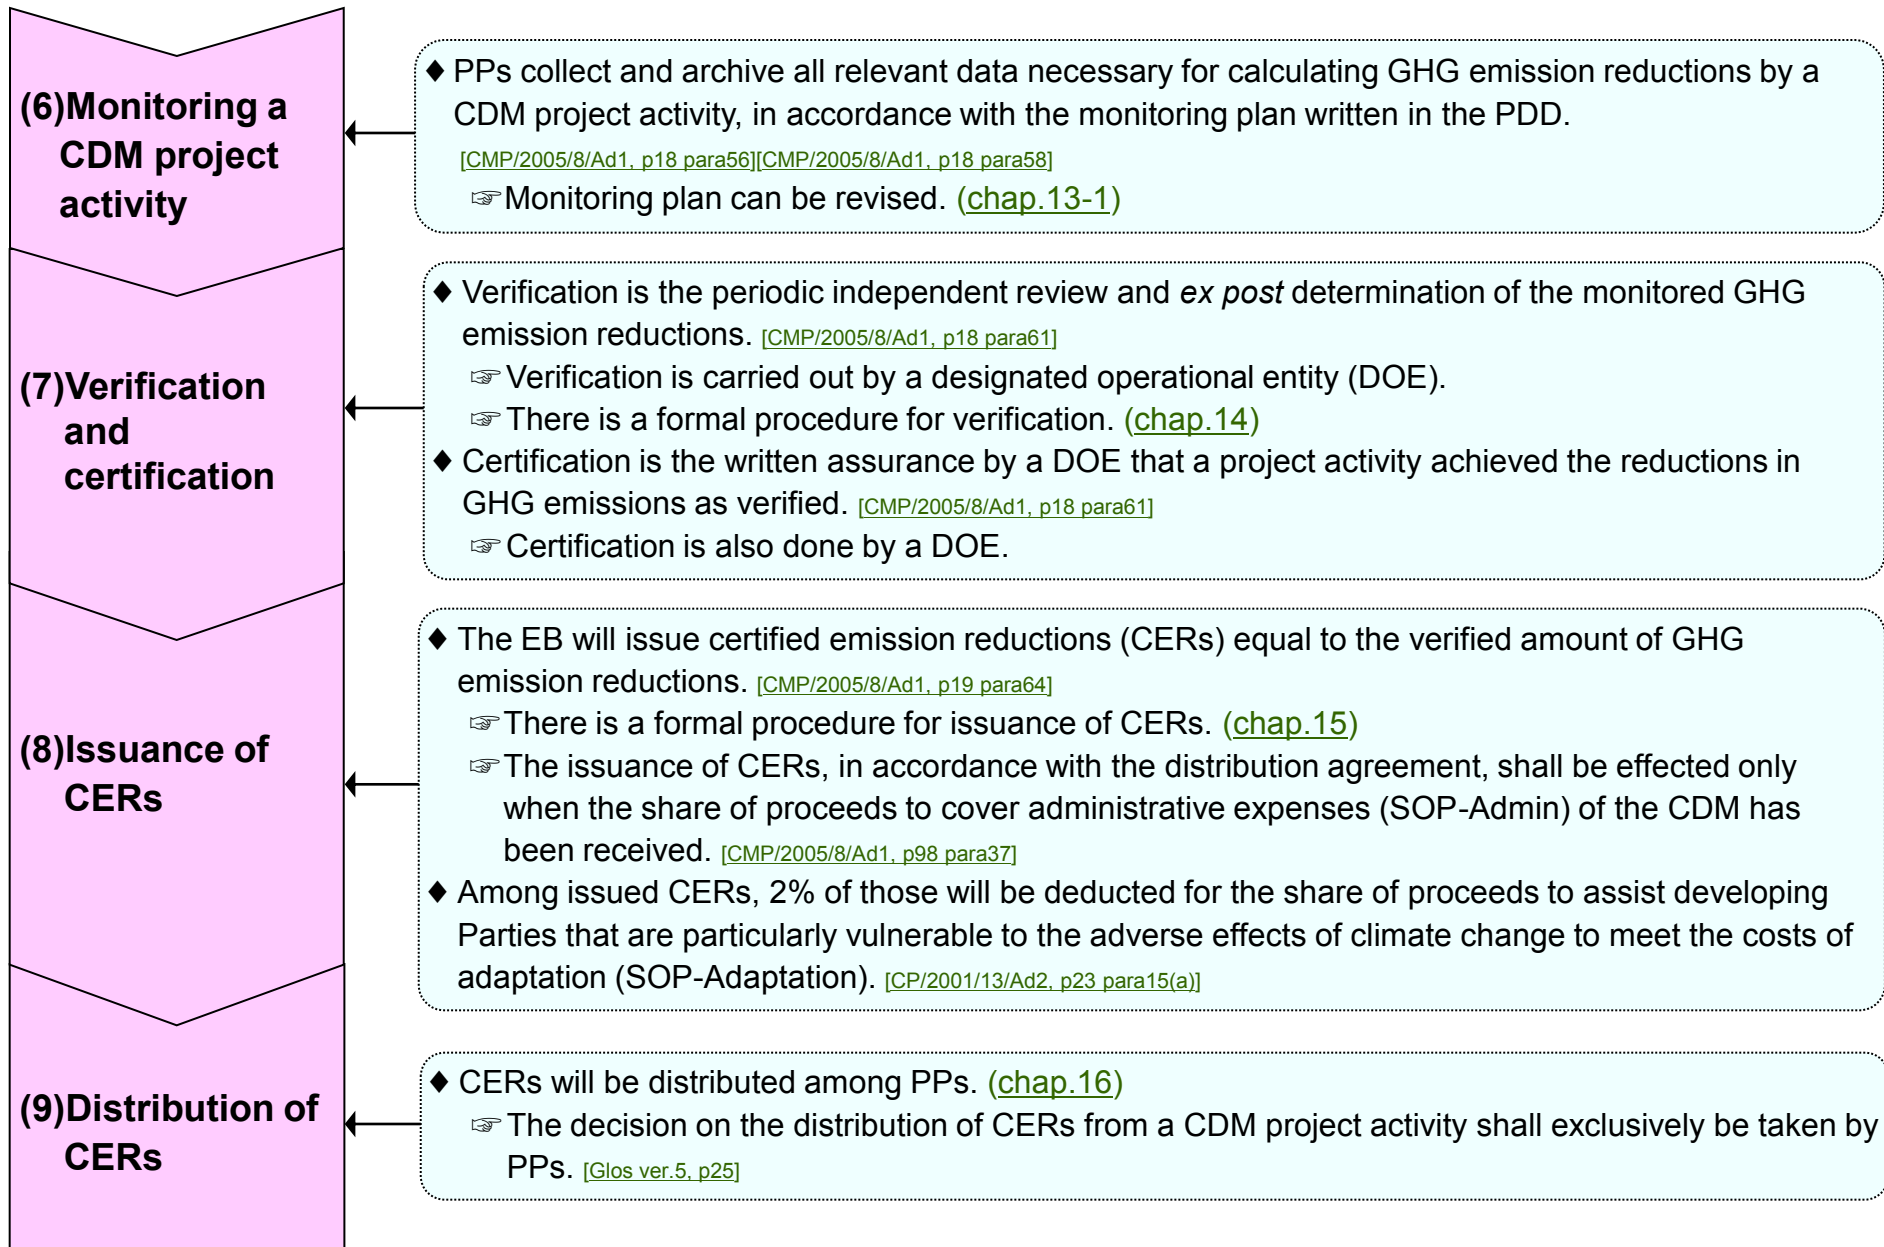 (6)Monitoring a
CDM project
activity
♦ PPs collect and archive all relevant data necessary for calculating GHG emission reductions by a
CDM project activity, in accordance with the monitoring plan written in the PDD.
[CMP/2005/8/Ad1, p18 para56][CMP/2005/8/Ad1, p18 para58]
☞Monitoring plan can be revised. (chap.13-1)
(7)Verification
and
certification
♦ Verification is the periodic independent review and ex post determination of the monitored GHG
emission reductions. [CMP/2005/8/Ad1, p18 para61]
☞Verification is carried out by a designated operational entity (DOE).
☞There is a formal procedure for verification. (chap.14)
♦ Certification is the written assurance by a DOE that a project activity achieved the reductions in
GHG emissions as verified. [CMP/2005/8/Ad1, p18 para61]
☞Certification is also done by a DOE.
(8)Issuance of
CERs
♦ The EB will issue certified emission reductions (CERs) equal to the verified amount of GHG
emission reductions. [CMP/2005/8/Ad1, p19 para64]
☞There is a formal procedure for issuance of CERs. (chap.15)
☞The issuance of CERs, in accordance with the distribution agreement, shall be effected only
when the share of proceeds to cover administrative expenses (SOP-Admin) of the CDM has
been received. [CMP/2005/8/Ad1, p98 para37]
♦ Among issued CERs, 2% of those will be deducted for the share of proceeds to assist developing
Parties that are particularly vulnerable to the adverse effects of climate change to meet the costs of
adaptation (SOP-Adaptation). [CP/2001/13/Ad2, p23 para15(a)]
(9)Distribution of
CERs
♦ CERs will be distributed among PPs. (chap.16)
☞The decision on the distribution of CERs from a CDM project activity shall exclusively be taken by
PPs. [Glos ver.5, p25]